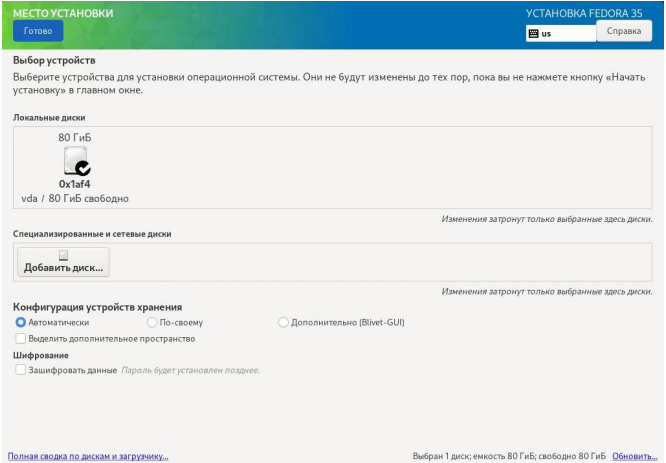 МЕСТО УСТАНОВКИ
УСТАНОВКА FEDORA 35
Готово
us
Справка
Выбор устройств
Выберите устройства для установки операционной системы. Они не будут изменены до тех пор, пока вы не нажмете кнопку «Начать
установку» в главном окне.
Локальные диски
80 ГиБ
0x1af4
vda / 80 ГиБ свободно
Изменения затронут только выбранные здесь диски.
Специализированные и сетевые диски
Добавить диск...
Изменения затронут только выбранные здесь диски.
Конфигурация устройств хранения
Автоматически
По-своему
Дополнительно (Blivet-GUI)
Выделить дополнительное пространство
Шифрование
Зашифровать данные Пароль будет установлен позднее.
Полная сводка по дискам и загрузчику...
Выбран 1 диск; емкость 80 ГиБ; свободно 80 ГиБ Обновить...